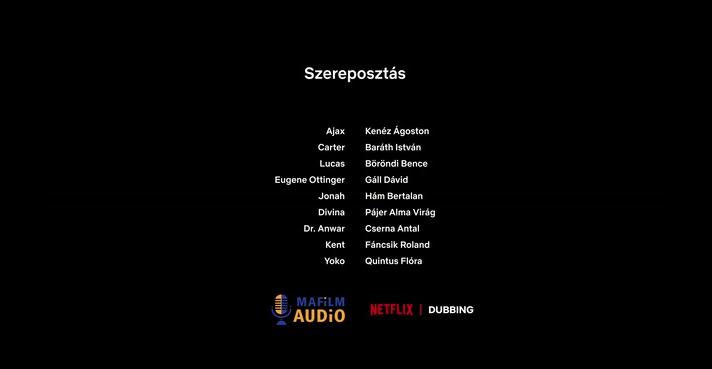 Szereposztás
Ajax Kenéz Ágoston
Carter Baráth István
Lucas Böröndi Bence
Eugene Ottinger Gáll Dávid
Jonah Hám Bertalan
Divina Pájer Alma Virág
Dr. Anwar Cserna Antal
Kent Fáncsik Roland
Yoko Quintus Flóra
MAFiLM
AUDiO
NETFLIX | DUBBING